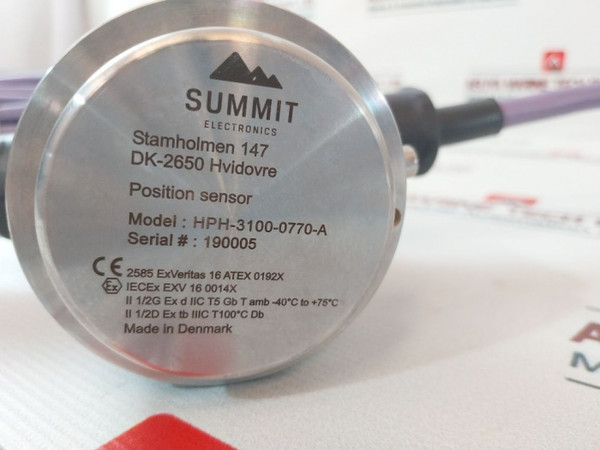 SUMMIT
ELECTRONICS
Stamholmen 147
DK-2650 Hvidovre
Position sensor
Model : HPH-3100-0770-A
Serial # : 190005
CE 2585 ExVeritas 16 ATEX 0192X
Ex IECEx EXV 16 0014X
II 1/2G Ex d IIC T5 Gb T amb -40°C to +75°C
II 1/2D Ex tb IIIC T100°C Db
Made in Denmark